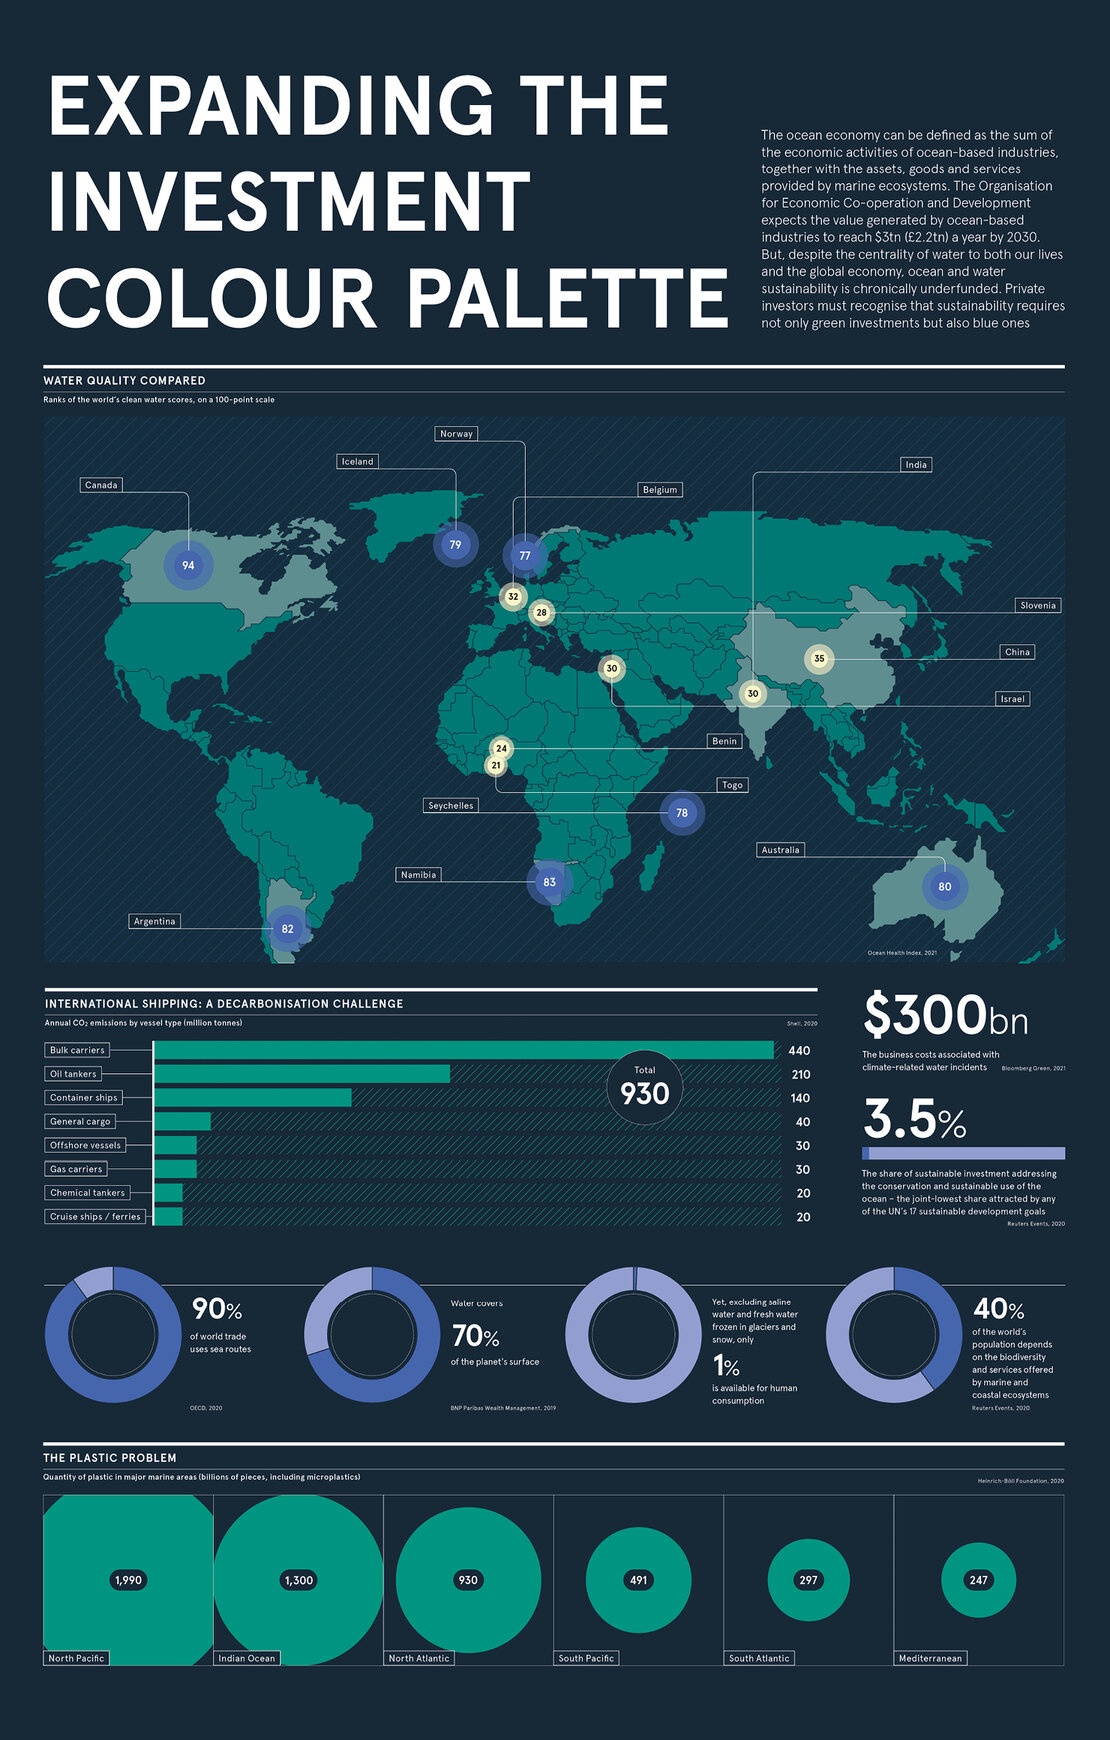 EXPANDING THE
INVESTMENT
COLOUR PALETTE
The ocean economy can be defined as the sum of
the economic activities of ocean-based industries,
together with the assets, goods and services
provided by marine ecosystems. The Organisation
for Economic Co-operation and Development
expects the value generated by ocean-based
industries to reach $3tn (£2.2tn) a year by 2030.
But, despite the centrality of water to both our lives
and the global economy, ocean and water
sustainability is chronically underfunded. Private
investors must recognise that sustainability requires
not only green investments but also blue ones
WATER QUALITY COMPARED
Ranks of the world's clean water scores, on a 100-point scale
Norway
Iceland
India
Canada
Belgium
79
77
94
32
28
Slovenia
China
35
30
30
Israel
Benin
24
21
Togo
Seychelles
78
Australia
Namibia
83
80
Argentina
82
Ocean Health Index, 2021
INTERNATIONAL SHIPPING: A DECARBONISATION CHALLENGE
Annual CO₂ emissions by vessel type (million tonnes)
Shell, 2020
Bulk carriers
440
Oil tankers
210
Container ships
140
General cargo
40
Offshore vessels
30
Gas carriers
30
Chemical tankers
20
Cruise ships / ferries
20
Total
930
$300bn
The business costs associated with
climate-related water incidents
Bloomberg Green, 2021
3.5%
The share of sustainable investment addressing
the conservation and sustainable use of the
ocean – the joint-lowest share attracted by any
of the UN's 17 sustainable development goals
Reuters Events, 2020
90%
of world trade
uses sea routes
OECD, 2020
Water covers
70%
of the planet's surface
BNP Paribas Wealth Management, 2019
Yet, excluding saline
water and fresh water
frozen in glaciers and
snow, only
1%
is available for human
consumption
40%
of the world's
population depends
on the biodiversity
and services offered
by marine and
coastal ecosystems
Reuters Events, 2020
THE PLASTIC PROBLEM
Quantity of plastic in major marine areas (billions of pieces, including microplastics)
Heinrich-Böll Foundation, 2020
1,990
1,300
930
491
297
247
North Pacific
Indian Ocean
North Atlantic
South Pacific
South Atlantic
Mediterranean